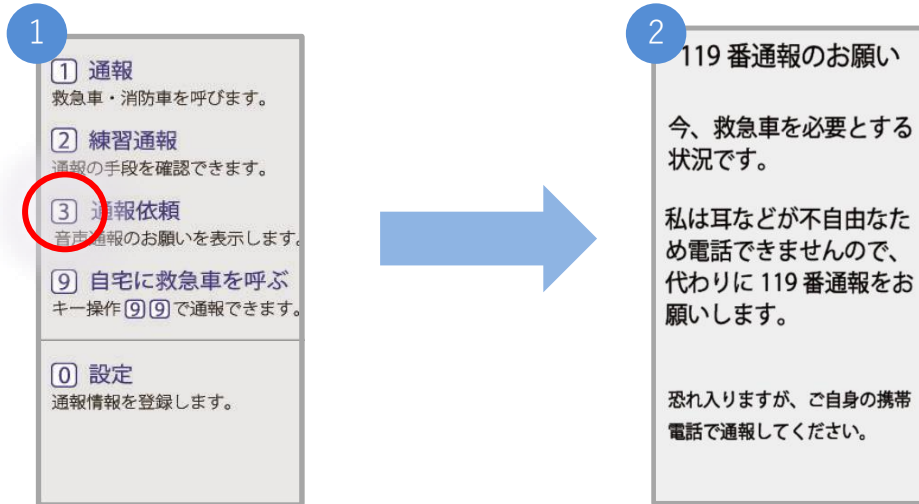 1
1 通報
救急車・消防車を呼びます。
2 練習通報
通報の手段を確認できます。
3 通報依頼
音声通報のお願いを表示します。
9 自宅に救急車を呼ぶ
キー操作99で通報できます。
0 設定
通報情報を登録します。
2
119 番通報のお願い
今、救急車を必要とする
状況です。
私は耳などが不自由なた
め電話できませんので、
代わりに 119 番通報をお
願いします。
恐れ入りますが、ご自身の携帯
電話で通報してください。